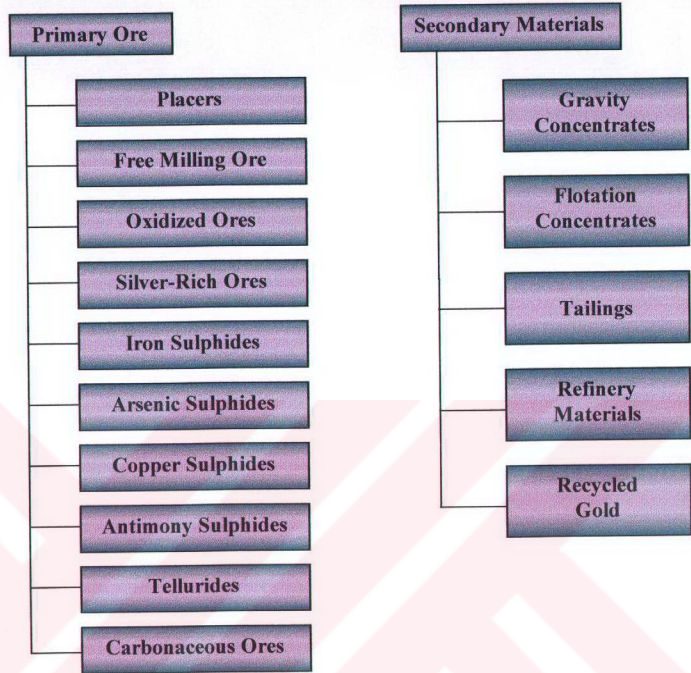 Primary Ore
Placers
Free Milling Ore
Oxidized Ores
Silver-Rich Ores
Iron Sulphides
Arsenic Sulphides
Copper Sulphides
Antimony Sulphides
Tellurides
Carbonaceous Ores
Secondary Materials
Gravity
Concentrates
Flotation
Concentrates
Tailings
Refinery
Materials
Recycled
Gold